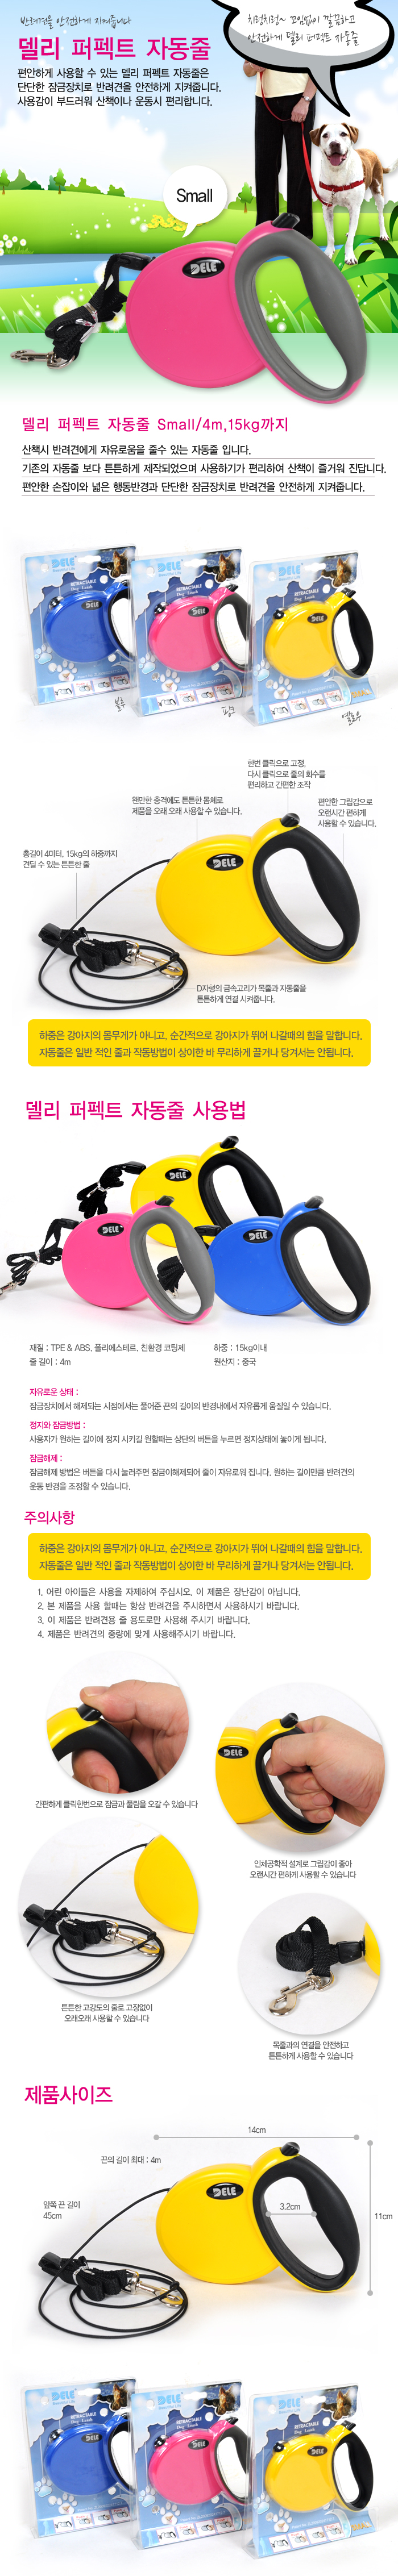 반려견을 안전하게 지켜줍니다
델리 퍼펙트 자동줄
편안하게 사용할 수 있는 델리 퍼펙트 자동줄은
단단한 잠금장치로 반려견을 안전하게 지켜줍니다.
사용감이 부드러워 산책이나 운동시 편리합니다.
치렁치렁~ 꼬임없이 깔끔하고
안전하게 델리 퍼펙트 자동줄
Small
DELE
델리 퍼펙트 자동줄 Small/4m,15kg까지
산책시 반려견에게 자유로움을 줄수 있는 자동줄 입니다.
기존의 자동줄 보다 튼튼하게 제작되었으며 사용하기가 편리하여 산책이 즐거워 진답니다.
편안한 손잡이와 넓은 행동반경과 단단한 잠금장치로 반려견을 안전하게 지켜줍니다.
DELE
RETRACTABLE
Dog Leash
DELE
DELE
RETRACTABLE
Dog Leash
DELE
DELE
RETRACTABLE
Dog Leash
DELE
블루
핑크
옐로우
한번 클릭으로 고정,
다시 클릭으로 줄의 회수를
편리하고 간편한 조작
왠만한 충격에도 튼튼한 몸체로
제품을 오래 오래 사용할 수 있습니다.
편안한 그립감으로
오랜시간 편하게
사용할 수 있습니다.
총길이 4미터, 15kg의 하중까지
견딜 수 있는 튼튼한 줄
DELE
D자형의 금속고리가 목줄과 자동줄을
튼튼하게 연결 시켜줍니다.
하중은 강아지의 몸무게가 아니고, 순간적으로 강아지가 뛰어 나갈때의 힘을 말합니다.
자동줄은 일반 적인 줄과 작동방법이 상이한 바 무리하게 끌거나 당겨서는 안됩니다.
델리 퍼펙트 자동줄 사용법
DELE
DELE
DELE
재질 : TPE & ABS, 폴리에스테르, 친환경 코팅제
하중 : 15kg이내
줄 길이 : 4m
원산지 : 중국
자유로운 상태 :
잠금장치에서 해제되는 시점에서는 풀어준 끈의 길이의 반경내에서 자유롭게 움질일 수 있습니다.
정지와 잠금방법 :
사용자가 원하는 길이에 정지 시키길 원할때는 상단의 버튼을 누르면 정지상태에 놓이게 됩니다.
잠금해제 :
잠금해제 방법은 버튼을 다시 눌러주면 잠금이해제되어 줄이 자유로워 집니다. 원하는 길이만큼 반려견의
운동 반경을 조정할 수 있습니다.
주의사항
하중은 강아지의 몸무게가 아니고, 순간적으로 강아지가 뛰어 나갈때의 힘을 말합니다.
자동줄은 일반 적인 줄과 작동방법이 상이한 바 무리하게 끌거나 당겨서는 안됩니다.
1. 어린 아이들은 사용을 자제하여 주십시오. 이 제품은 장난감이 아닙니다.
2. 본 제품을 사용 할때는 항상 반려견을 주시하면서 사용하시기 바랍니다.
3. 이 제품은 반려견용 줄 용도로만 사용해 주시기 바랍니다.
4. 제품은 반려견의 중량에 맞게 사용해주시기 바랍니다.
간편하게 클릭한번으로 잠금과 풀림을 오갈 수 있습니다
DELE
인체공학적 설계로 그립감이 좋아
오랜시간 편하게 사용할 수 있습니다
튼튼한 고강도의 줄로 고장없이
오래오래 사용할 수 있습니다
목줄과의 연결을 안전하고
튼튼하게 사용할 수 있습니다
제품사이즈
14cm
끈의 길이 최대 : 4m
앞쪽 끈 길이
45cm
DELE
3.2cm
11cm
DELE
RETRACTABLE
Dog Leash
DELE
DELE
RETRACTABLE
Dog Leash
DELE
DELE
RETRACTABLE
Dog Leash
DELE